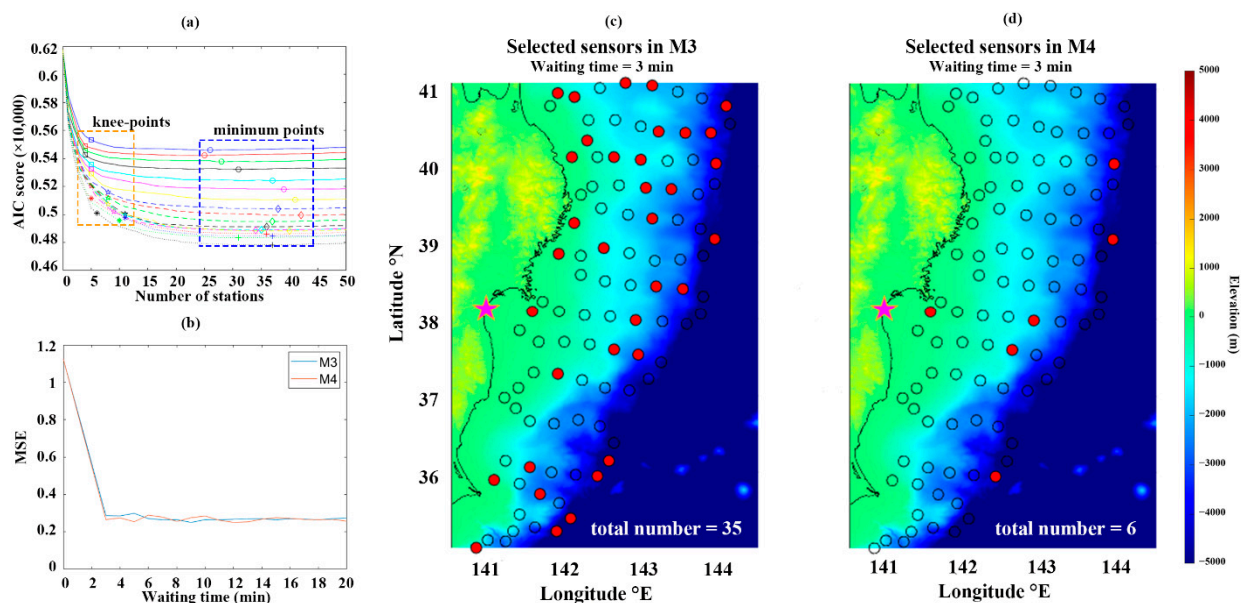 (a)
0.62
0.6
0.58
0.56
0.54
0.52
0.5
0.48
0.46
AIC score (×10,000)
knee-points
minimum points
0 5 10 15 20 25 30 35 40 45 50
Number of stations
(b)
1.2
1
0.8
0.6
0.4
0.2
0
MSE
M3
M4
0 2 4 6 8 10 12 14 16 18 20
Waiting time (min)
(c)
Selected sensors in M3
Waiting time = 3 min
41
40
39
38
37
36
Latitude °N
total number = 35
141 142 143 144
Longitude °E
(d)
Selected sensors in M4
Waiting time = 3 min
total number = 6
141 142 143 144
Longitude °E
5000
4000
3000
2000
1000
0
−1000
−2000
−3000
−4000
−5000
Elevation (m)